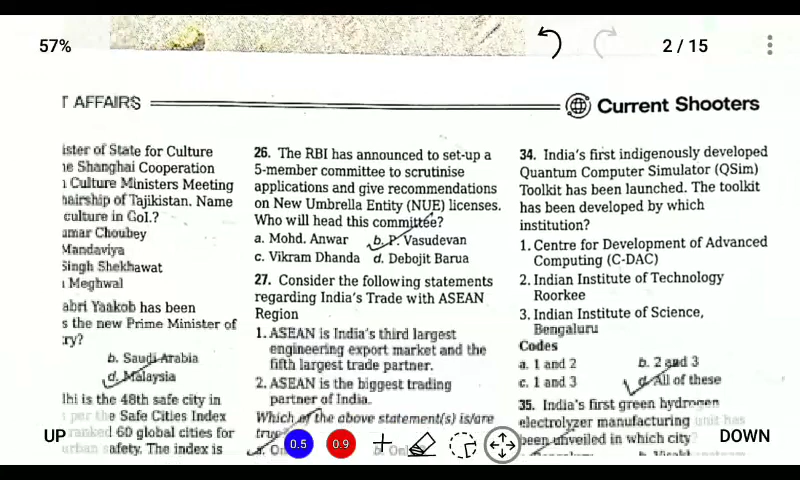 57%
2 / 15
T AFFAIRS
Current Shooters
ister of State for Culture
he Shanghai Cooperation
Culture Ministers Meeting
hairship of Tajikistan. Name
culture in GoI.?
umar Choubey
Mandaviya
Singh Shekhawat
Meghwal
abri Yaakob has been
s the new Prime Minister of
ry?
b. Saudi Arabia
d. Malaysia
lhi is the 48th safe city in
per the Safe Cities Index
ranked 60 global cities for
urban safety. The index is
26. The RBI has announced to set-up a
5-member committee to scrutinise
applications and give recommendations
on New Umbrella Entity (NUE) licenses.
Who will head this committee?
a. Mohd. Anwar b. P. Vasudevan
c. Vikram Dhanda d. Debojit Barua
27. Consider the following statements
regarding India's Trade with ASEAN
Region
1. ASEAN is India's third largest
engineering export market and the
fifth largest trade partner.
2. ASEAN is the biggest trading
partner of India.
Which of the above statement(s) is/are
true?
34. India's first indigenously developed
Quantum Computer Simulator (QSim)
Toolkit has been launched. The toolkit
has been developed by which
institution?
1. Centre for Development of Advanced
Computing (C-DAC)
2. Indian Institute of Technology
Roorkee
3. Indian Institute of Science,
Bengaluru
Codes
a. 1 and 2 b. 2 and 3
c. 1 and 3 d. All of these
35. India's first green hydrogen
electrolyzer manufacturing unit has
been unveiled in which city
UP
0.5
0.9
DOWN